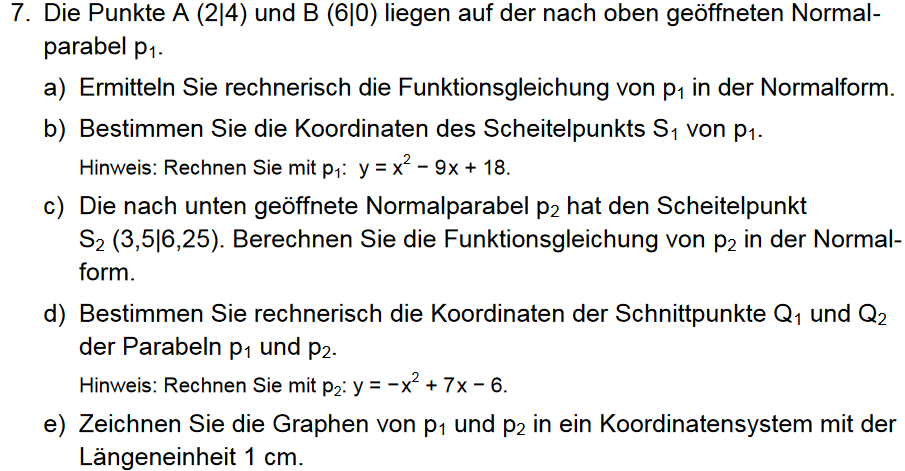 7. Die Punkte A (2|4) und B (6|0) liegen auf der nach oben geöffneten Normal-
parabel p₁.
a) Ermitteln Sie rechnerisch die Funktionsgleichung von p₁ in der Normalform.
b) Bestimmen Sie die Koordinaten des Scheitelpunkts S₁ von p₁.
Hinweis: Rechnen Sie mit p₁: y = x² − 9x + 18.
c) Die nach unten geöffnete Normalparabel p₂ hat den Scheitelpunkt
S₂ (3,5|6,25). Berechnen Sie die Funktionsgleichung von p₂ in der Normal-
form.
d) Bestimmen Sie rechnerisch die Koordinaten der Schnittpunkte Q₁ und Q₂
der Parabeln p₁ und p₂.
Hinweis: Rechnen Sie mit p₂: y = −x² + 7x − 6.
e) Zeichnen Sie die Graphen von p₁ und p₂ in ein Koordinatensystem mit der
Längeneinheit 1 cm.